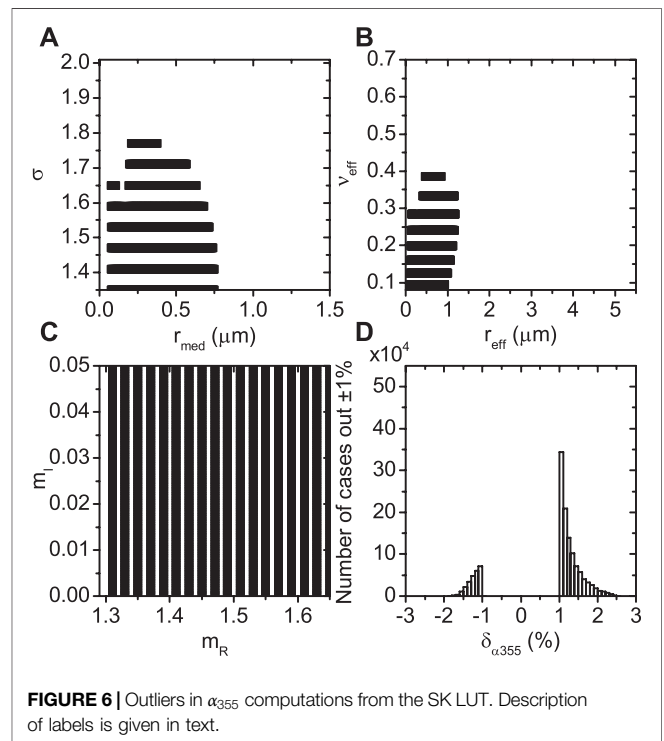 A
2.0
1.9
1.8
1.7
1.6
1.5
1.4
σ
0.0 0.5 1.0 1.5
r_med (μm)
B
0.7
0.6
0.5
0.4
0.3
0.2
0.1
ν_eff
0 1 2 3 4 5
r_eff (μm)
C
0.05
0.04
0.03
0.02
0.01
0.00
m_I
1.3 1.4 1.5 1.6
m_R
D
x10⁴
50
40
30
20
10
0
Number of cases out ±1%
-3 -2 -1 0 1 2 3
δ_α355 (%)
FIGURE 6 | Outliers in α₃₅₅ computations from the SK LUT. Description
of labels is given in text.